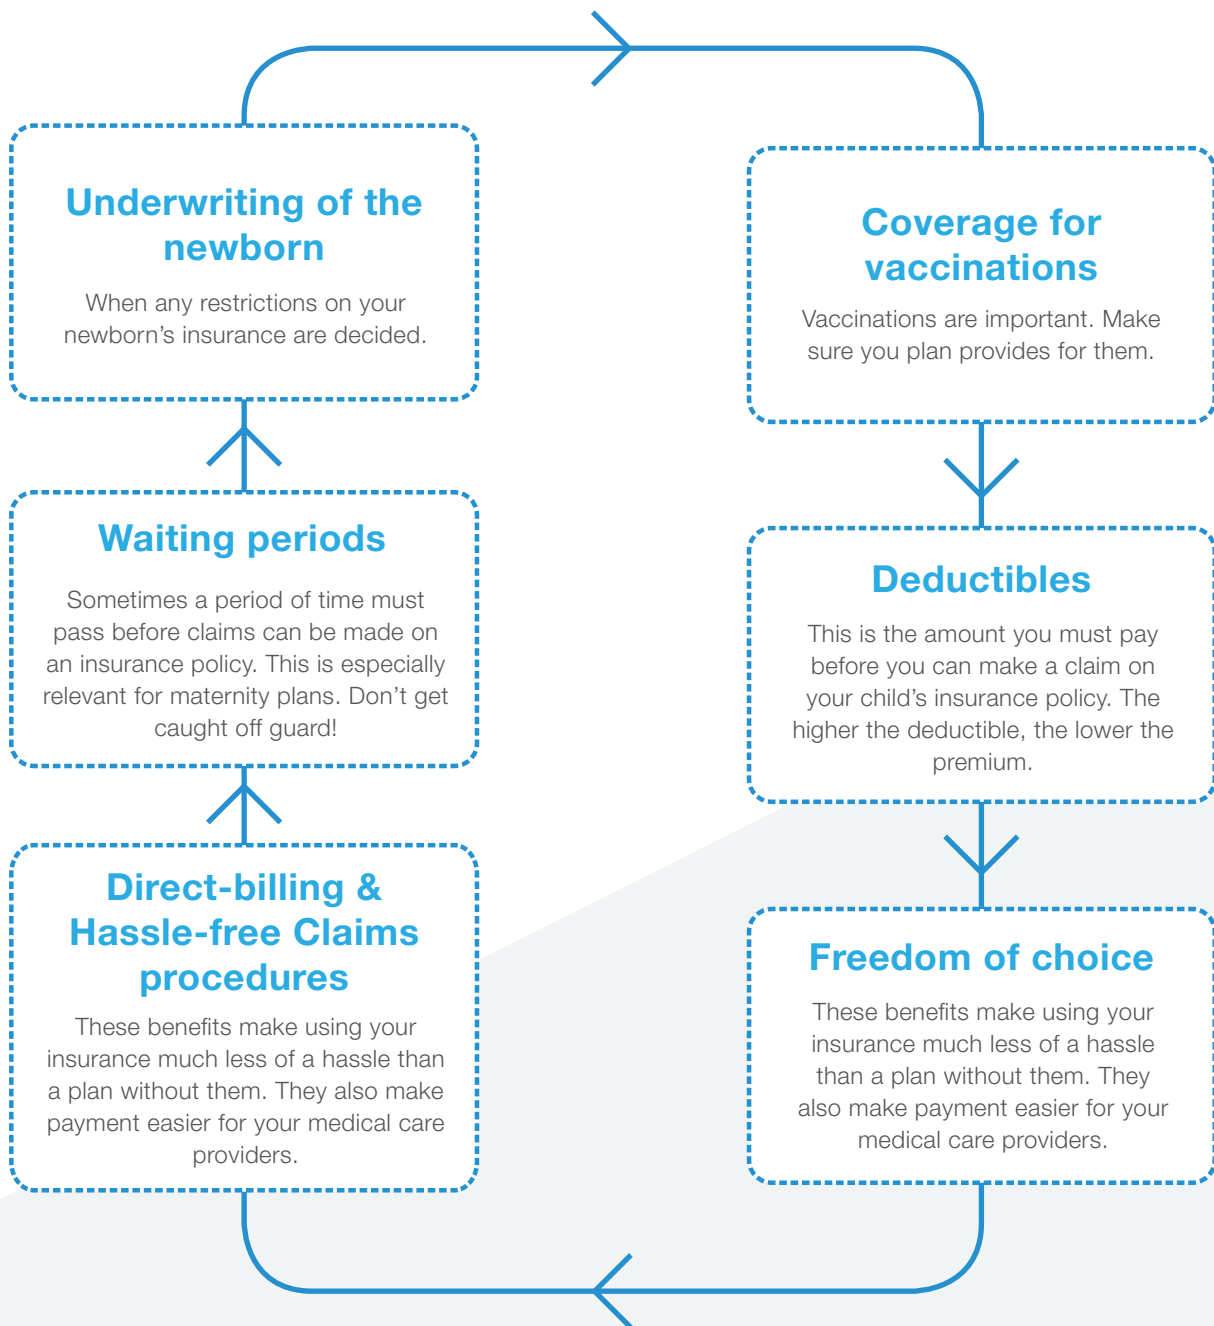 Underwriting of the
newborn
When any restrictions on your
newborn’s insurance are decided.
Coverage for
vaccinations
Vaccinations are important. Make
sure you plan provides for them.
Deductibles
This is the amount you must pay
before you can make a claim on
your child’s insurance policy. The
higher the deductible, the lower the
premium.
Freedom of choice
These benefits make using your
insurance much less of a hassle
than a plan without them. They
also make payment easier for your
medical care providers.
Direct-billing &
Hassle-free Claims
procedures
These benefits make using your
insurance much less of a hassle than
a plan without them. They also make
payment easier for your medical care
providers.
Waiting periods
Sometimes a period of time must
pass before claims can be made on
an insurance policy. This is especially
relevant for maternity plans. Don’t get
caught off guard!